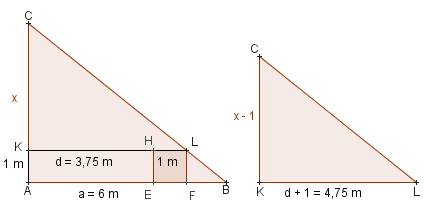 C
x
K
H
L
1 m
d = 3,75 m
1 m
A
a = 6 m
E
F
B
C
x - 1
K
d + 1 = 4,75 m
L